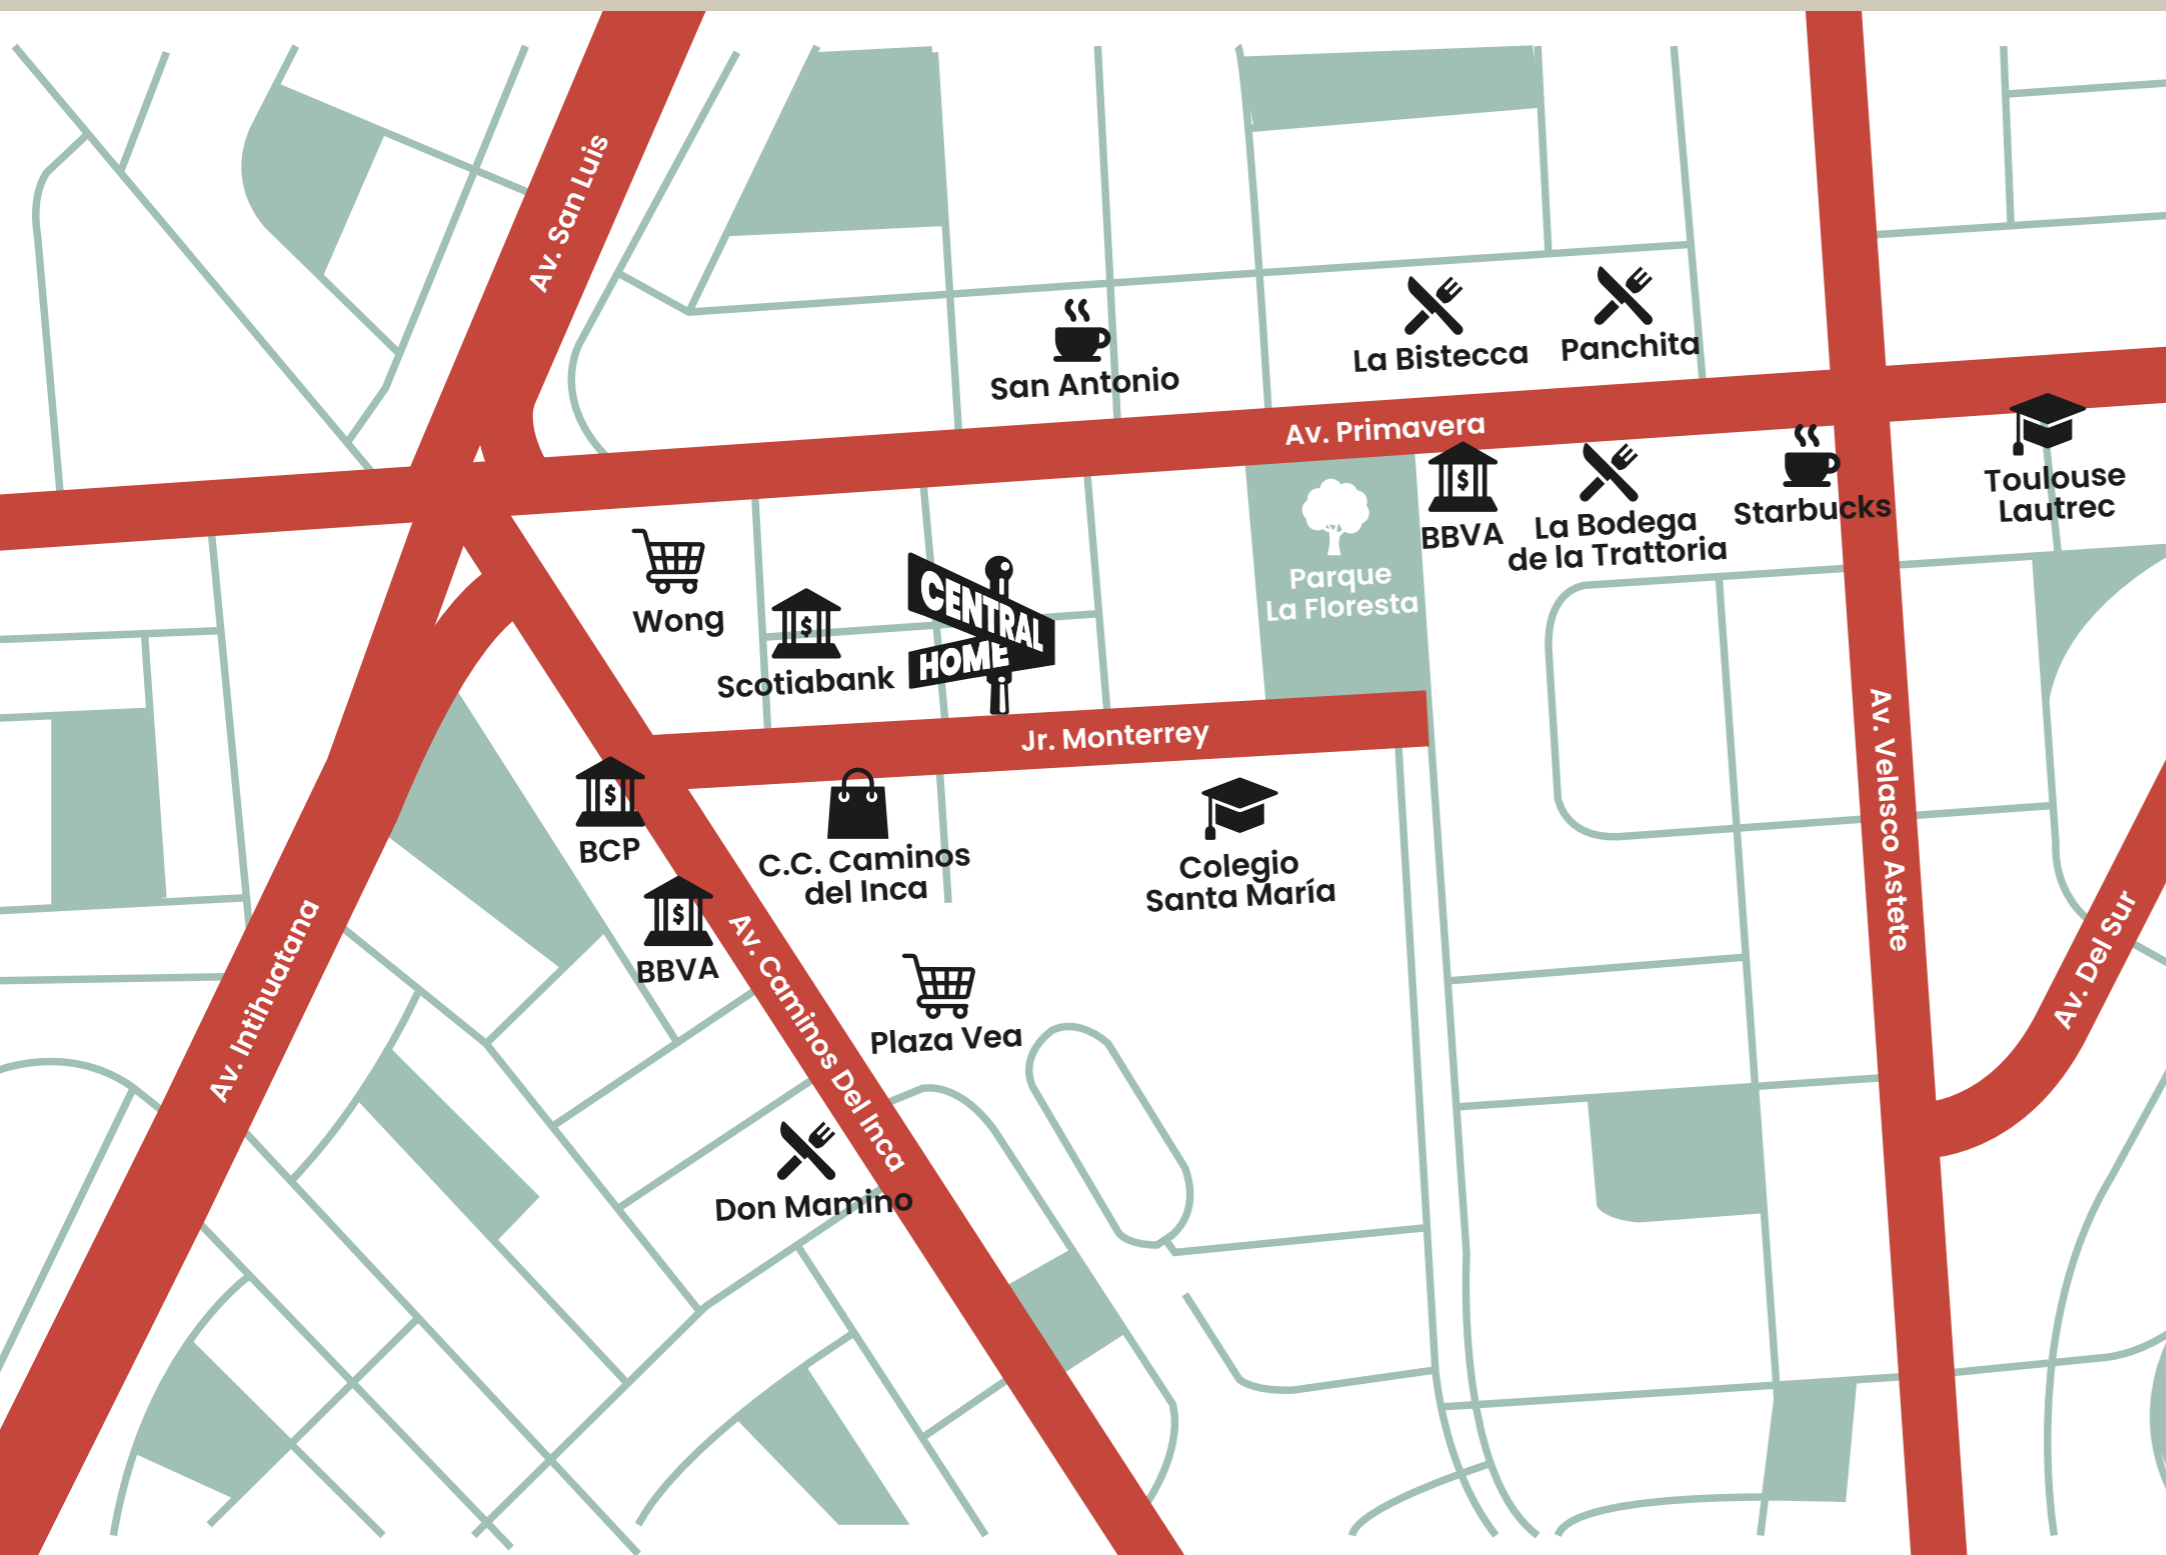 Av. San Luis
San Antonio
La Bistecca
Panchita
Av. Primavera
Wong
Scotiabank
CENTRAL
HOME
Parque
La Floresta
$
BBVA
La Bodega
de la Trattoria
Starbucks
Toulouse
Lautrec
$
Jr. Monterrey
$
BCP
C.C. Caminos
del Inca
Colegio
Santa María
$
BBVA
Av. Velasco Astete
Av. Del Sur
Av. Intihuatana
Av. Caminos Del Inca
Plaza Vea
Don Mamino